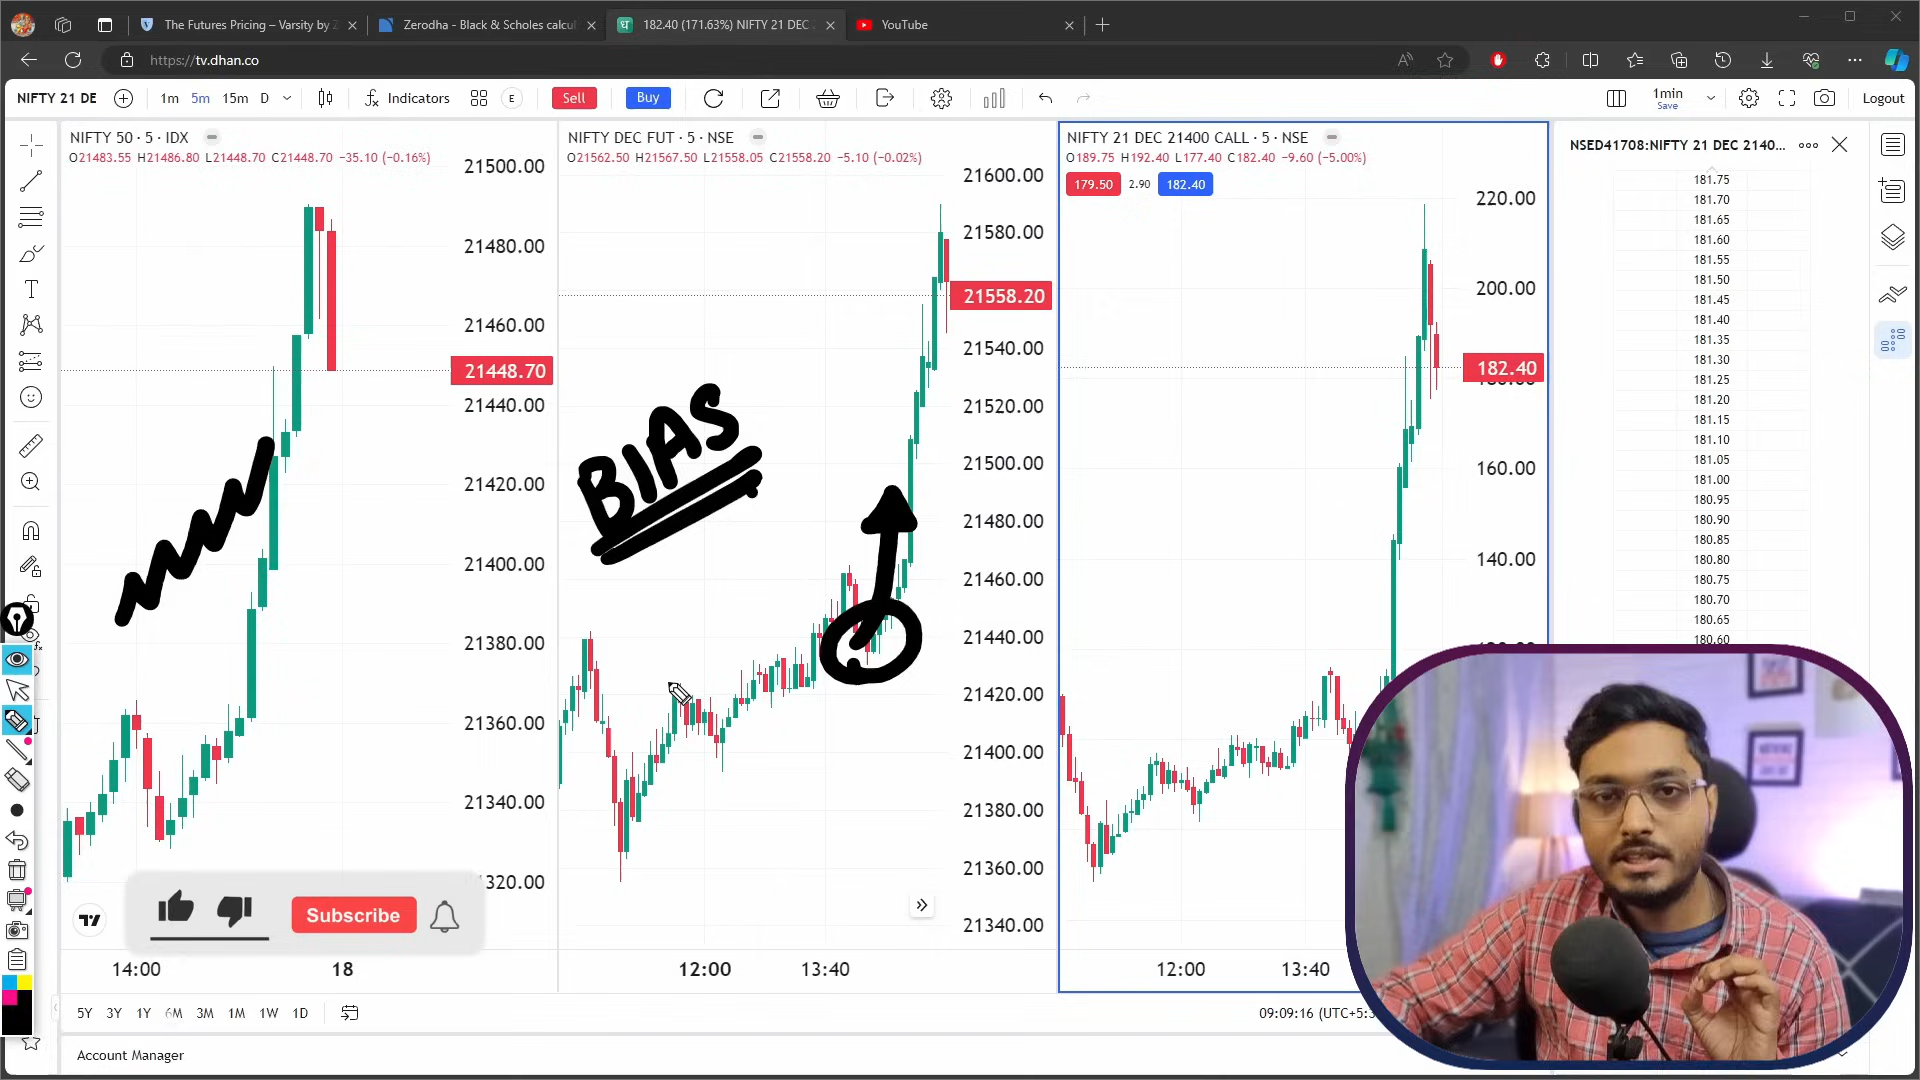 The Futures Pricing – Varsity by Z
Zerodha - Black & Scholes calcul
182.40 (171.63%) NIFTY 21 DEC
YouTube
https://tv.dhan.co
NIFTY 21 DE
1m 5m 15m D
Indicators
E
Sell
Buy
1min
Save
Logout
NIFTY 50 · 5 · IDX
O21483.55 H21486.80 L21448.70 C21448.70 −35.10 (−0.16%)
21500.00
21480.00
21460.00
21448.70
21440.00
21420.00
21400.00
21380.00
21360.00
21340.00
21320.00
14:00 18
NIFTY DEC FUT · 5 · NSE
O21562.50 H21567.50 L21558.05 C21558.20 −5.10 (−0.02%)
21600.00
21580.00
21558.20
21540.00
21520.00
21500.00
21480.00
21460.00
21440.00
21420.00
21400.00
21380.00
21360.00
21340.00
BIAS
12:00 13:40
NIFTY 21 DEC 21400 CALL · 5 · NSE
O189.75 H192.40 L177.40 C182.40 −9.60 (−5.00%)
179.50 2.90 182.40
220.00
200.00
182.40
160.00
140.00
12:00 13:40
NSED41708:NIFTY 21 DEC 2140...
181.75
181.70
181.65
181.60
181.55
181.50
181.45
181.40
181.35
181.30
181.25
181.20
181.15
181.10
181.05
181.00
180.95
180.90
180.85
180.80
180.75
180.70
180.65
180.60
Subscribe
5Y 3Y 1Y 6M 3M 1M 1W 1D
09:09:16 (UTC+5:3
Account Manager